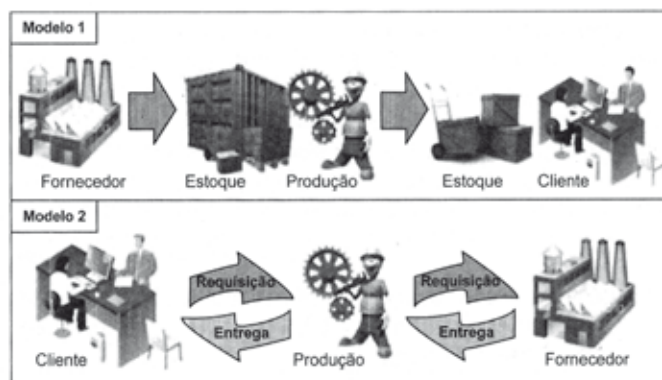 Modelo 1
Fornecedor
Estoque
Produção
Estoque
Cliente
Modelo 2
Requisição
Requisição
Entrega
Entrega
Cliente
Produção
Fornecedor